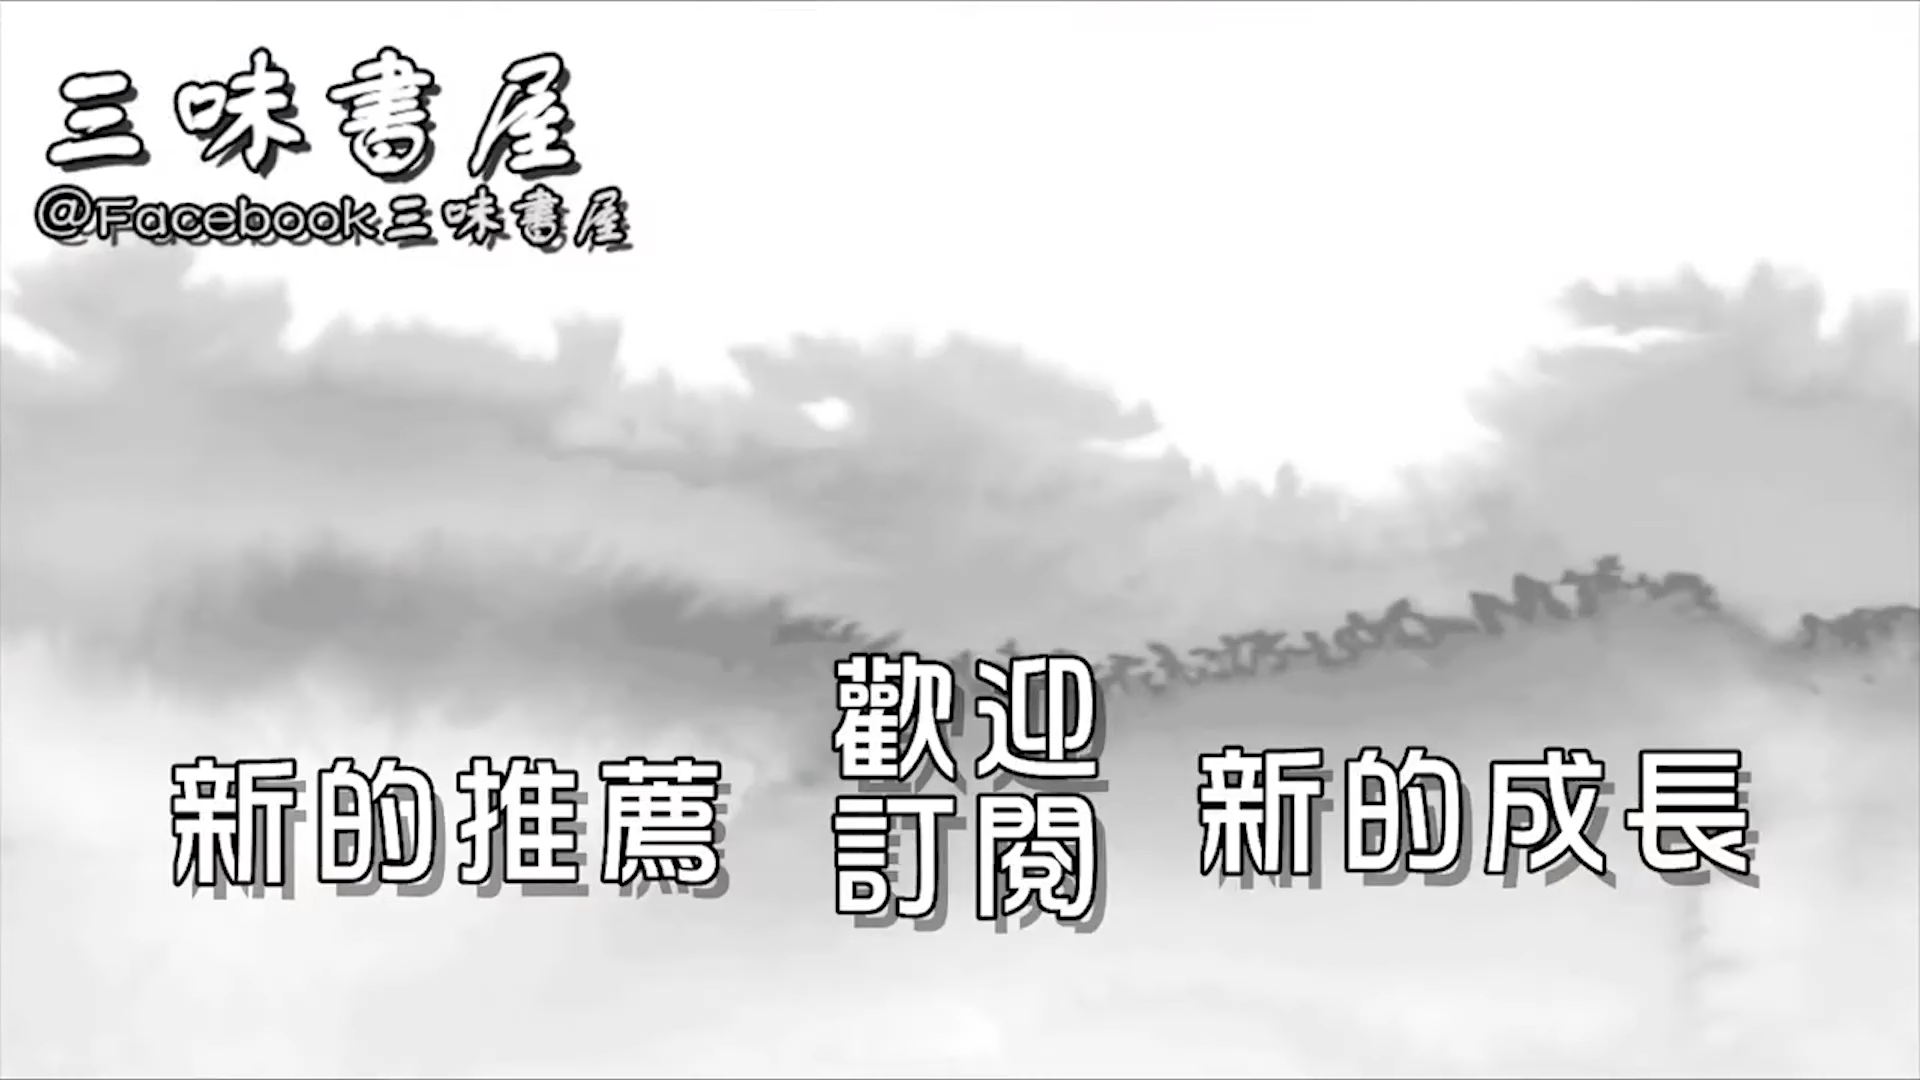 三味書屋
@Facebook三味書屋
新的推薦
歡迎
訂閱
新的成長